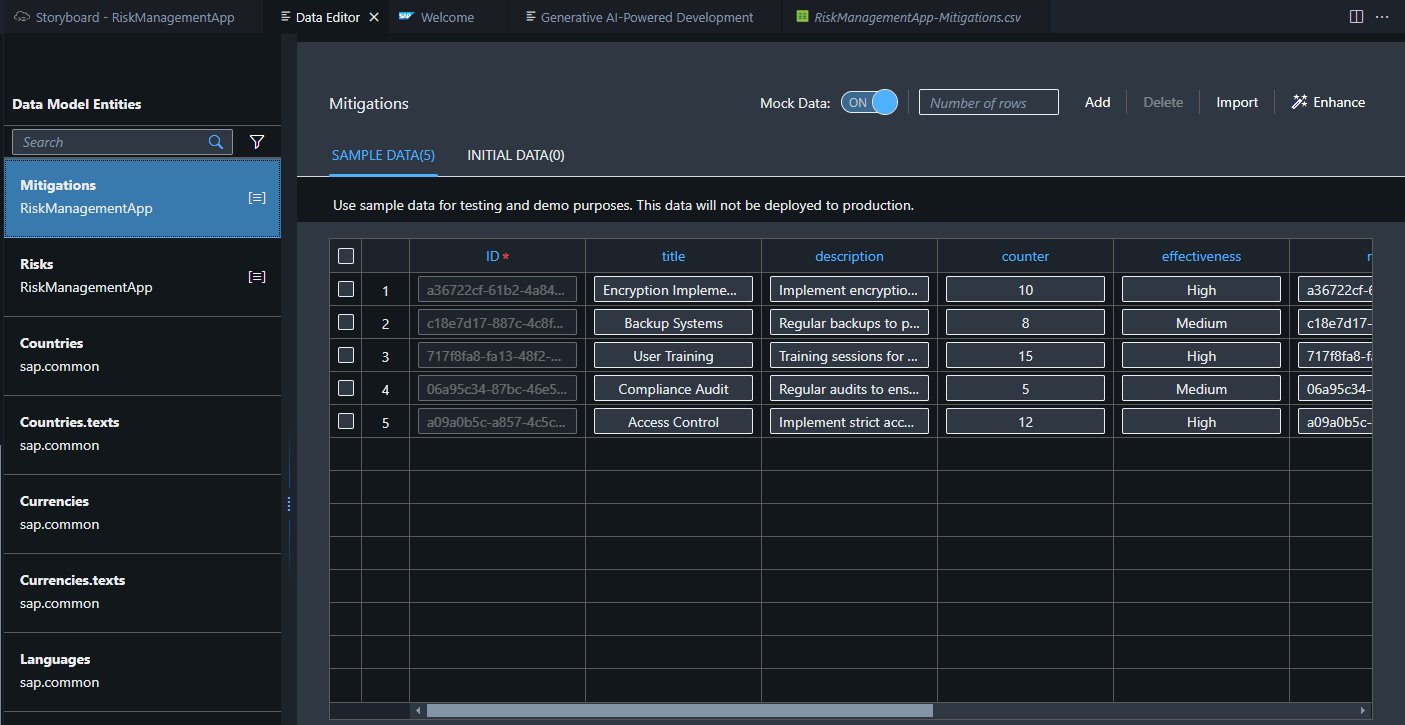 Storyboard - RiskManagementApp
Data Editor
SAP Welcome
Generative AI-Powered Development
RiskManagementApp-Mitigations.csv
Data Model Entities
Search
Mitigations
RiskManagementApp
Risks
RiskManagementApp
Countries
sap.common
Countries.texts
sap.common
Currencies
sap.common
Currencies.texts
sap.common
Languages
sap.common
Mitigations
Mock Data: ON Number of rows Add Delete Import Enhance
SAMPLE DATA(5) INITIAL DATA(0)
Use sample data for testing and demo purposes. This data will not be deployed to production.
ID* title description counter effectiveness r
1 a36722cf-61b2-4a84... Encryption Impleme... Implement encryptio... 10 High a36722cf-6
2 c18e7d17-887c-4c8f... Backup Systems Regular backups to p... 8 Medium c18e7d17-
3 717f8fa8-fa13-48f2-... User Training Training sessions for ... 15 High 717f8fa8-f
4 06a95c34-87bc-46e5... Compliance Audit Regular audits to ens... 5 Medium 06a95c34-
5 a09a0b5c-a857-4c5c... Access Control Implement strict acc... 12 High a09a0b5c-